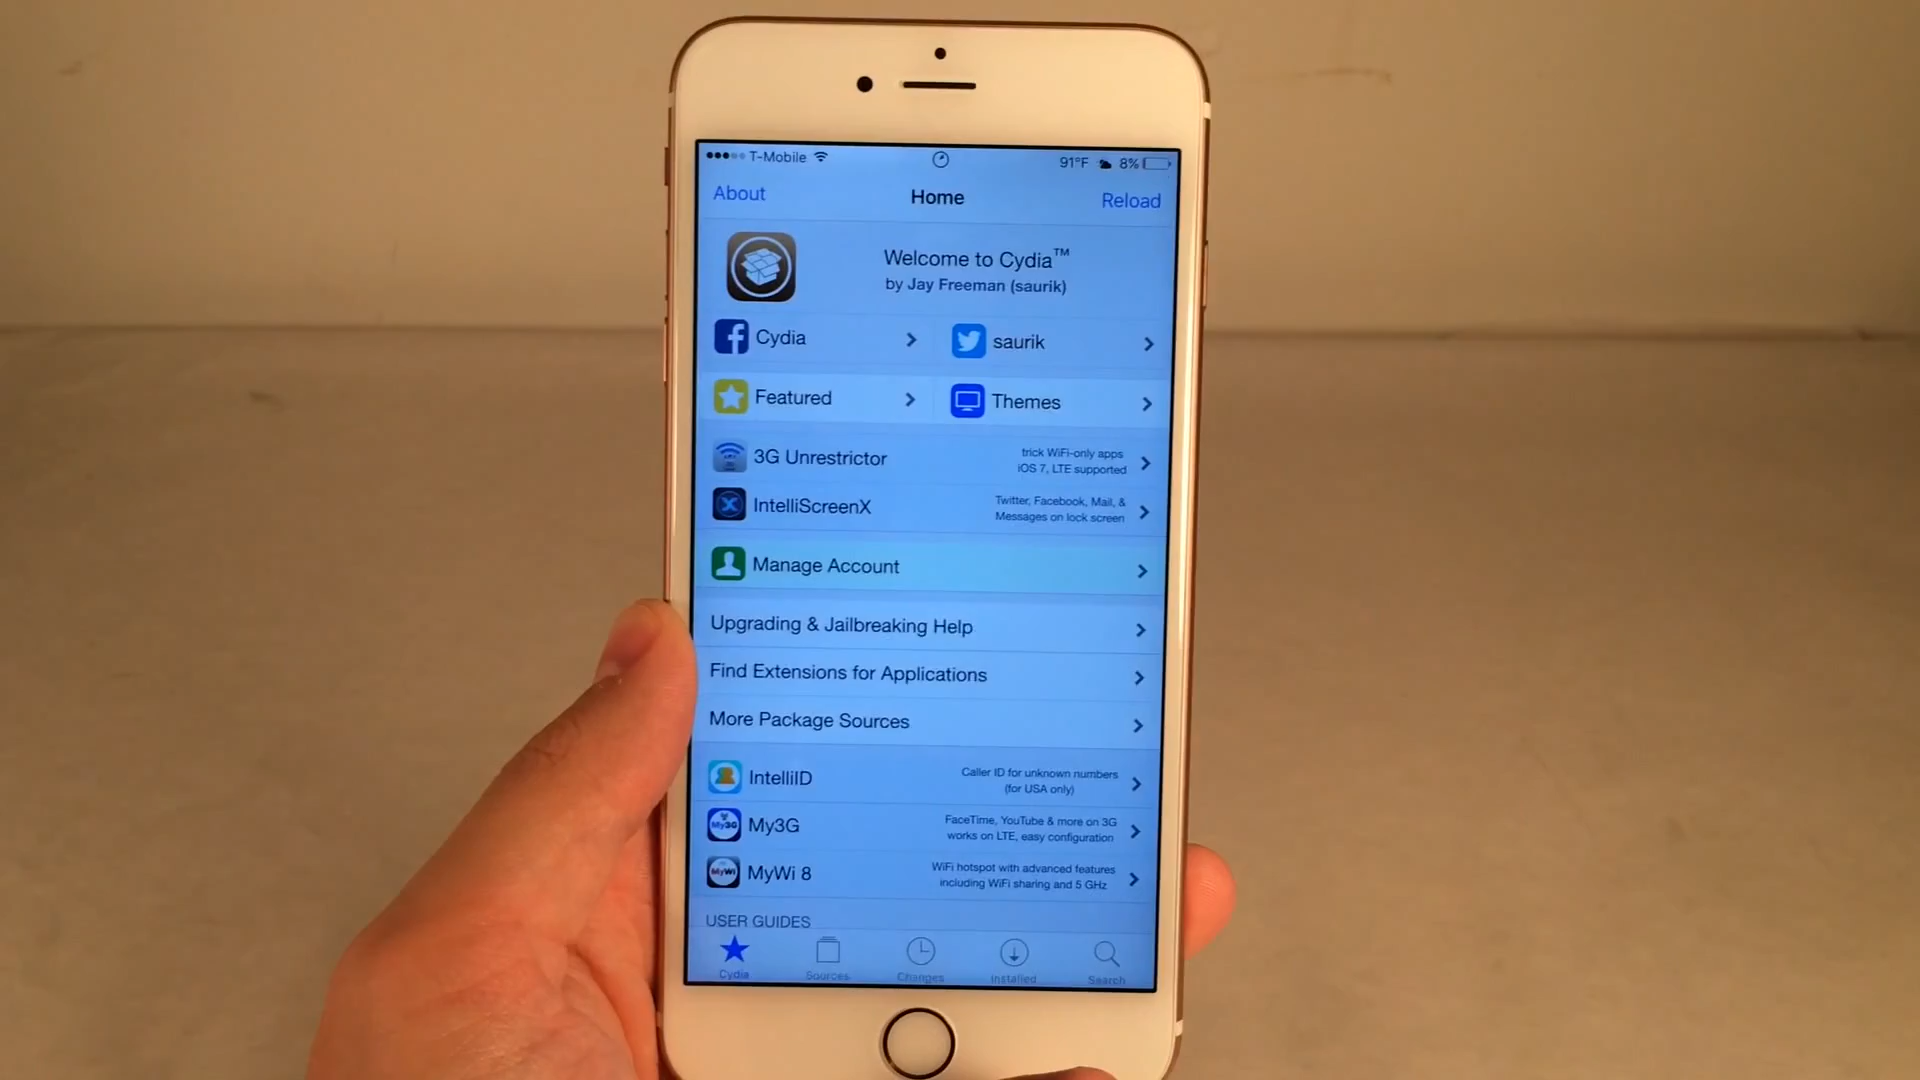 T-Mobile 91°F 8%
About Home Reload
Welcome to Cydia™
by Jay Freeman (saurik)
Cydia saurik
Featured Themes
3G Unrestrictor
trick WiFi-only apps
iOS 7, LTE supported
IntelliScreenX
Twitter, Facebook, Mail, &
Messages on lock screen
Manage Account
Upgrading & Jailbreaking Help
Find Extensions for Applications
More Package Sources
IntelliID
Caller ID for unknown numbers
(for USA only)
My3G
My3G
FaceTime, YouTube & more on 3G
works on LTE, easy configuration
MyWi
MyWi 8
WiFi hotspot with advanced features
including WiFi sharing and 5 GHz
USER GUIDES
Cydia Sources Changes Installed Search